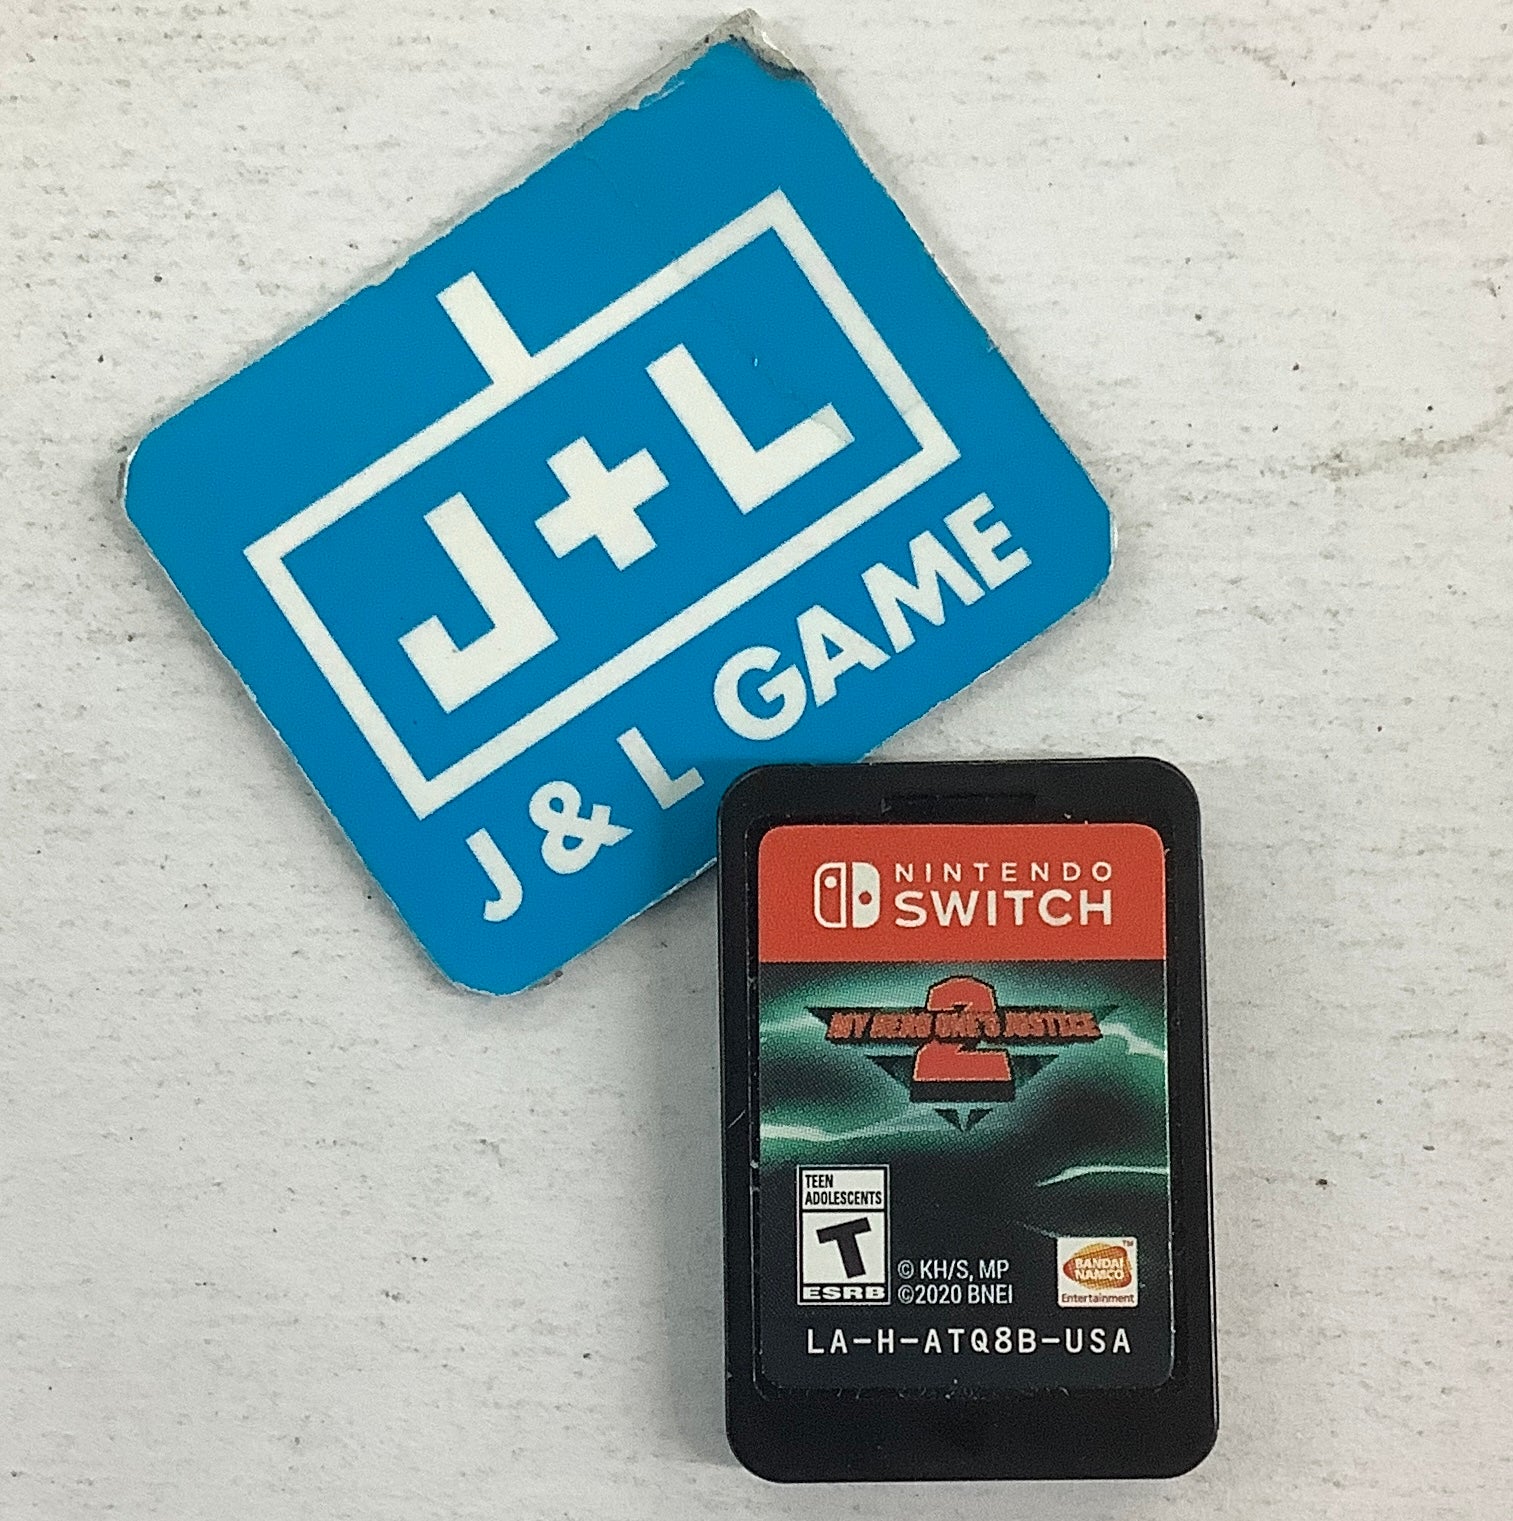 J+L
J & L GAME
NINTENDO
SWITCH
2
MY HERO ONE'S JUSTICE
TEEN
ADOLESCENTS
T
ESRB
© KH/S, MP
©2020 BNEI
TM
BANDAI
NAMCO
Entertainment
LA-H-ATQ8B-USA